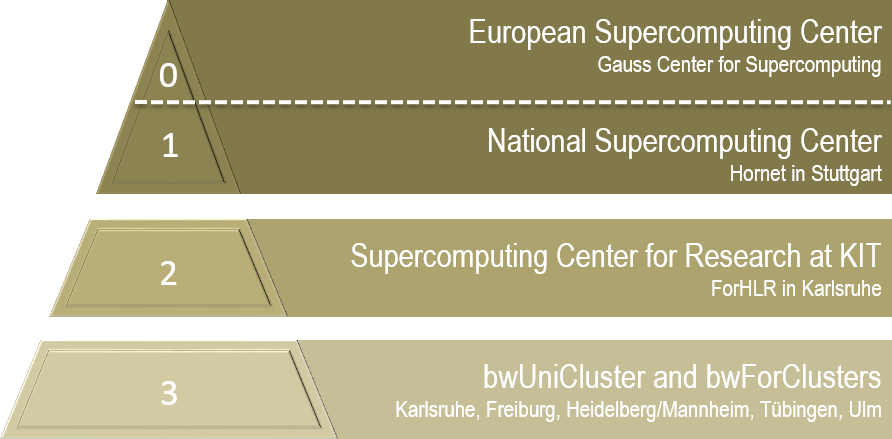 European Supercomputing Center
Gauss Center for Supercomputing
0
1
National Supercomputing Center
Hornet in Stuttgart
2
Supercomputing Center for Research at KIT
ForHLR in Karlsruhe
3
bwUniCluster and bwForClusters
Karlsruhe, Freiburg, Heidelberg/Mannheim, Tübingen, Ulm